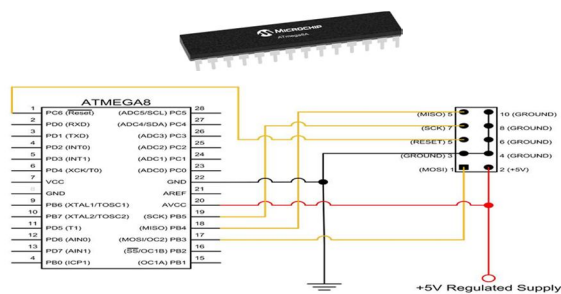 MICROCHIP
ATmega8A
ATMEGA8
1 PC6 (Reset) (ADC5/SCL) PC5 28
2 PD0 (RXD) (ADC4/SDA) PC4 27
3 PD1 (TXD) (ADC3) PC3 26
4 PD2 (INT0) (ADC2) PC2 25
5 PD3 (INT1) (ADC1) PC1 24
6 PD4 (XCK/T0) (ADC0) PC0 23
7 VCC GND 22
8 GND AREF 21
9 PB6 (XTAL1/TOSC1) AVCC 20
10 PB7 (XTAL2/TOSC2) (SCK) PB5 19
11 PD5 (T1) (MISO) PB4 18
12 PD6 (AIN0) (MOSI/OC2) PB3 17
13 PD7 (AIN1) (SS/OC1B) PB2 16
14 PB0 (ICP1) (OC1A) PB1 15
(MISO) 9 10 (GROUND)
(SCK) 7 8 (GROUND)
(RESET) 5 6 (GROUND)
(GROUND) 3 4 (GROUND)
(MOSI) 1 2 (+5V)
+5V Regulated Supply